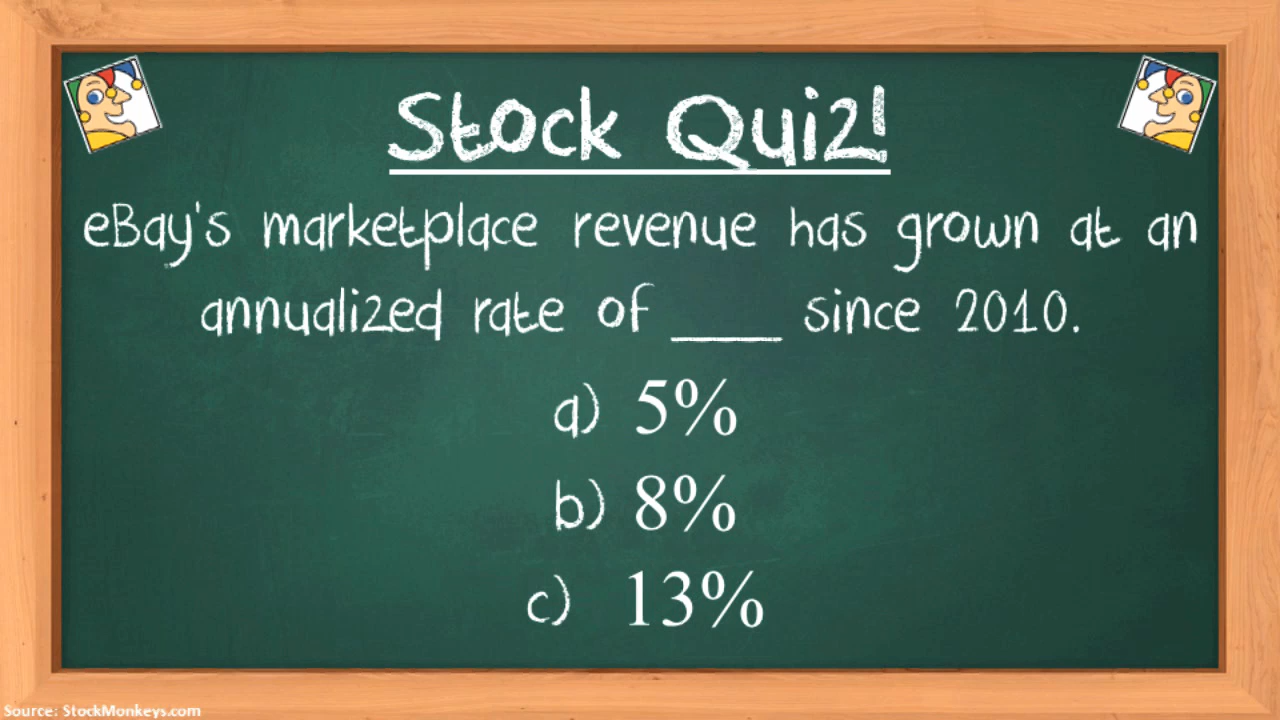 Stock Quiz!
eBay's marketplace revenue has grown at an
annualized rate of ____ since 2010.
a) 5%
b) 8%
c) 13%
Source: StockMonkeys.com